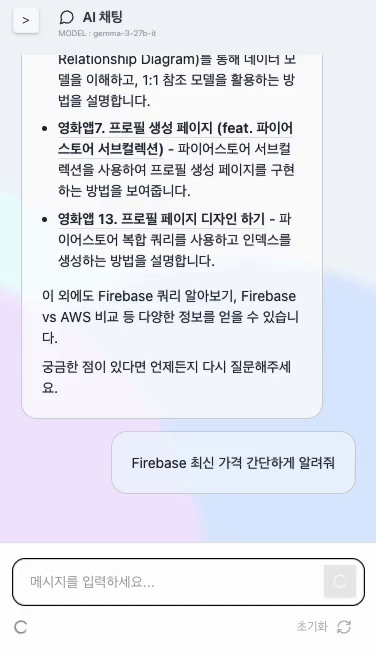 >
AI 채팅
MODEL : gemma-3-27b-it
Relationship Diagram)를 통해 데이터 모
델을 이해하고, 1:1 참조 모델을 활용하는 방
법을 설명합니다.
• 영화앱7. 프로필 생성 페이지 (feat. 파이어
스토어 서브컬렉션) - 파이어스토어 서브컬
렉션을 사용하여 프로필 생성 페이지를 구현
하는 방법을 보여줍니다.
• 영화앱 13. 프로필 페이지 디자인 하기 - 파
이어스토어 복합 쿼리를 사용하고 인덱스를
생성하는 방법을 설명합니다.
이 외에도 Firebase 쿼리 알아보기, Firebase
vs AWS 비교 등 다양한 정보를 얻을 수 있습니
다.
궁금한 점이 있다면 언제든지 다시 질문해주세
요.
Firebase 최신 가격 간단하게 알려줘
메시지를 입력하세요...
초기화